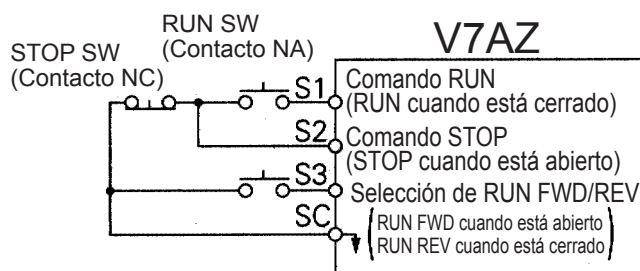 RUN SW
(Contacto NA)
STOP SW
(Contacto NC)
V7AZ
S1
Comando RUN
(RUN cuando está cerrado)
S2
Comando STOP
(STOP cuando está abierto)
S3
Selección de RUN FWD/REV
SC
(RUN FWD cuando está abierto
RUN REV cuando está cerrado)